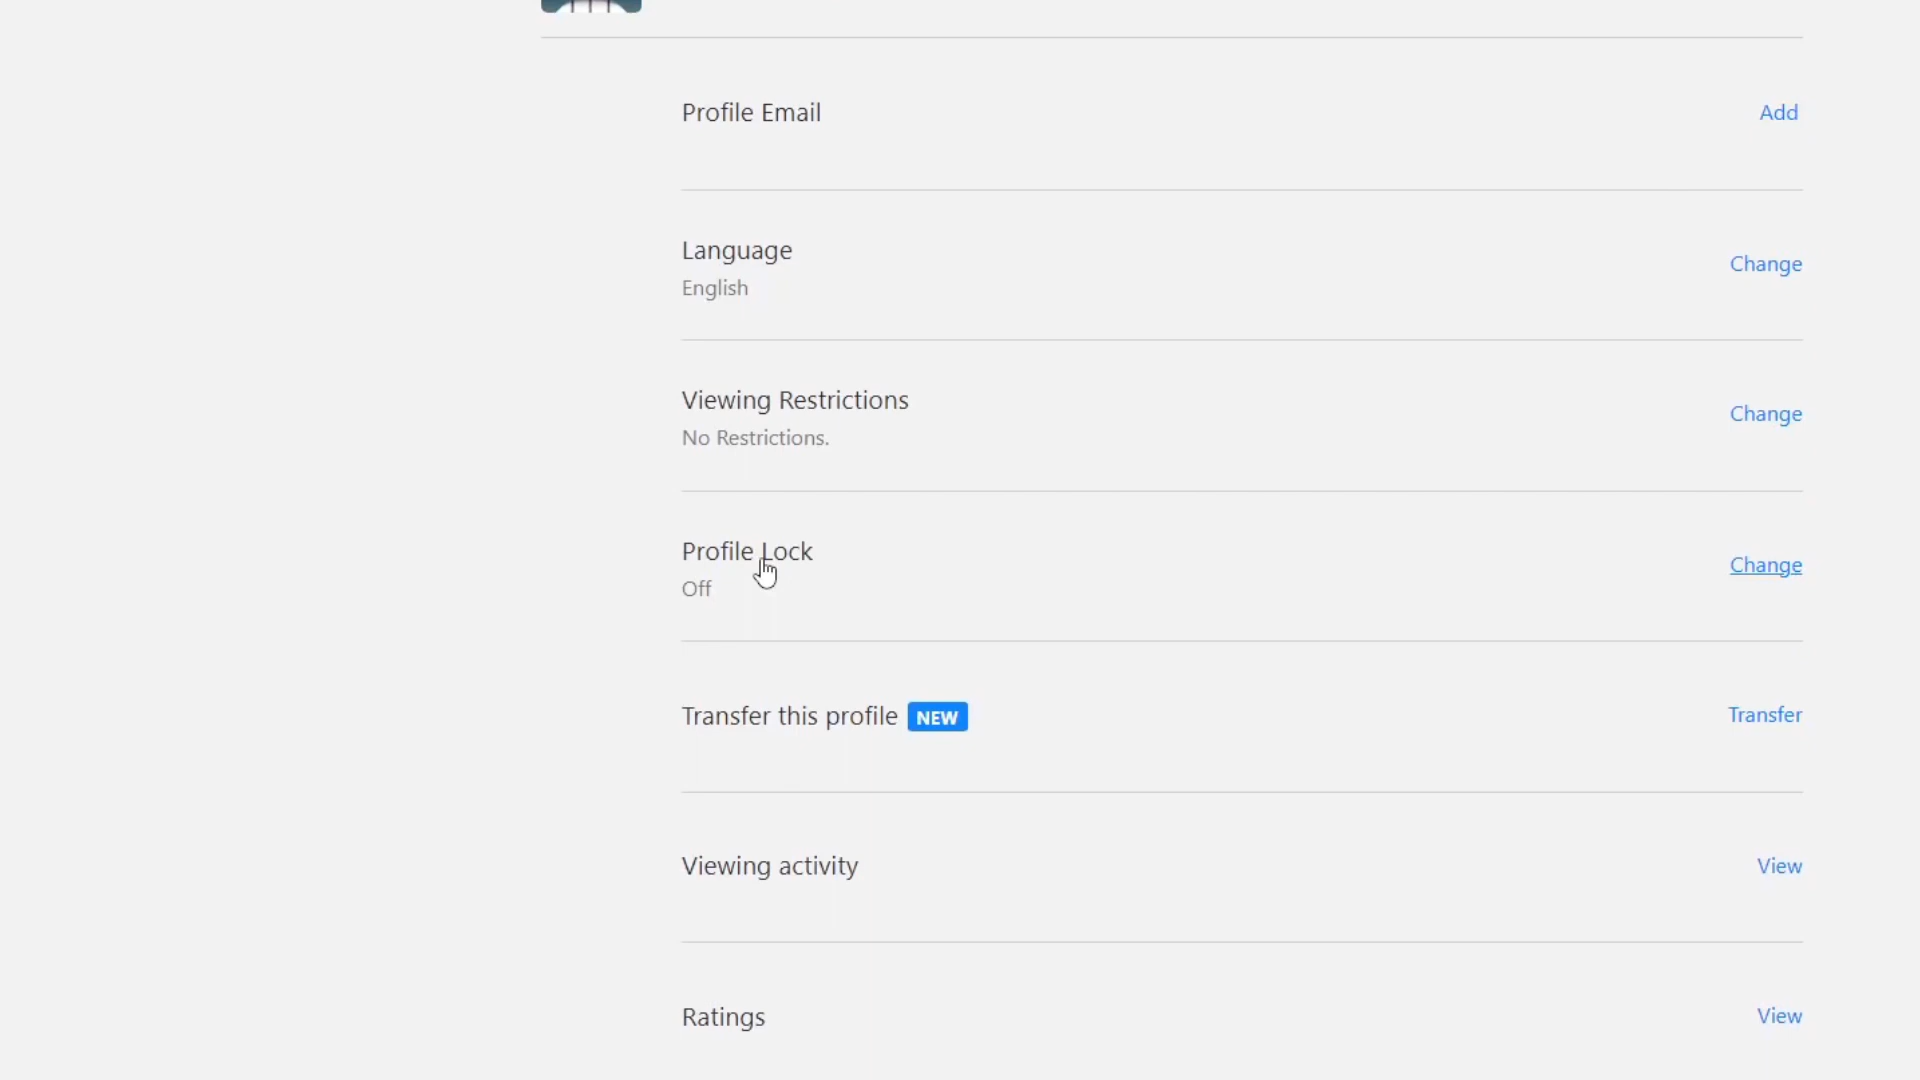 Profile Email
Add
Language
English
Change
Viewing Restrictions
No Restrictions.
Change
Profile Lock
Off
Change
Transfer this profile NEW
Transfer
Viewing activity
View
Ratings
View